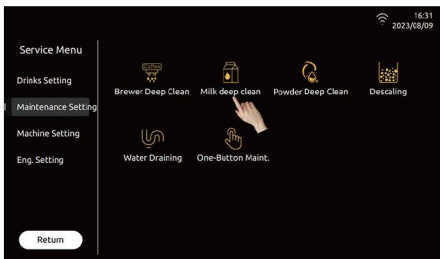 16:31
2023/08/09
Service Menu
Drinks Setting
Maintenance Setting
Machine Setting
Eng. Setting
Return
Coffee
Brewer Deep Clean
Milk deep clean
Powder Deep Clean
Descaling
Water Draining
One-Button Maint.